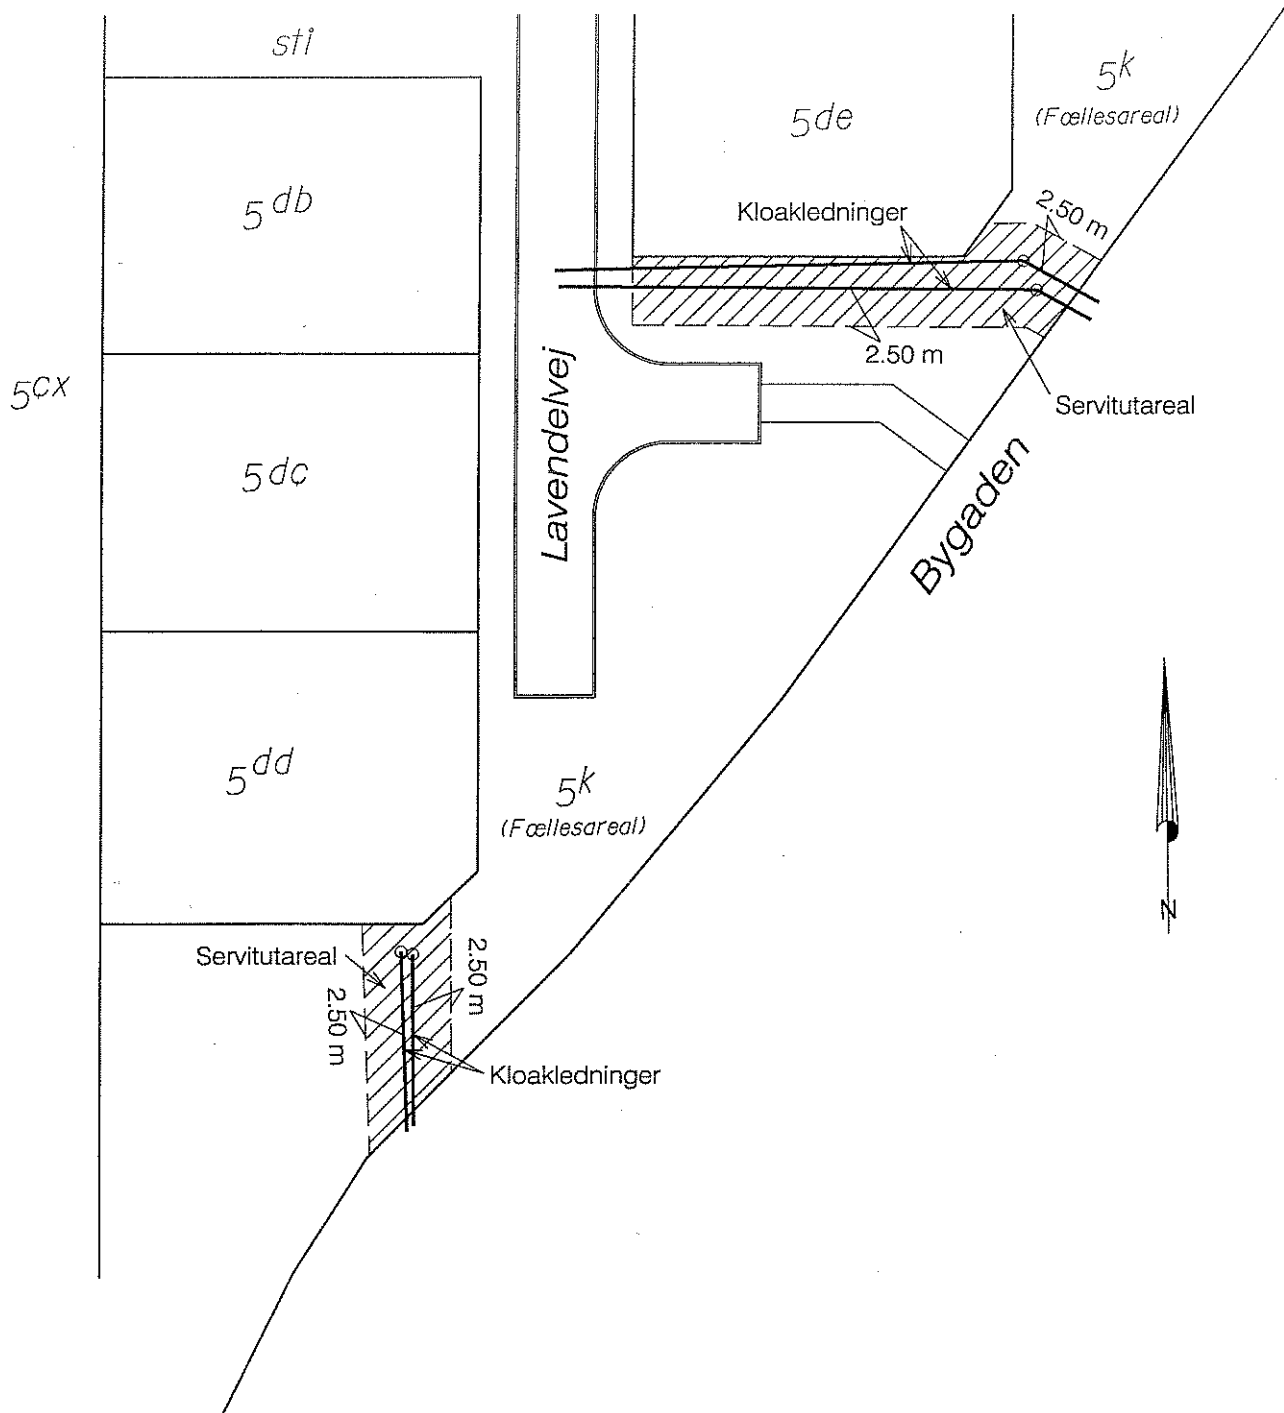 sti
5k
(Fællesareal)
5de
5db
Kloakledninger
2.50 m
2.50 m
5cx
Lavendelvej
Servitutareal
5dc
Bygaden
5dd
5k
(Fællesareal)
N
Servitutareal
2.50 m
2.50 m
Kloakledninger